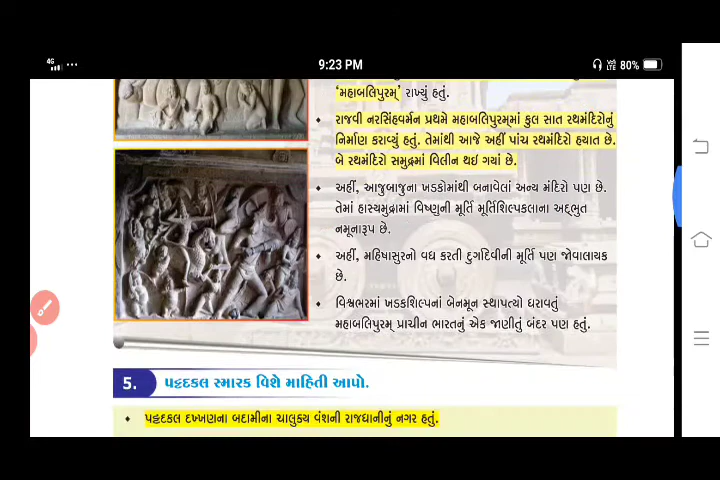 4G
9:23 PM
80%
'મહાબલિપુરમ્' રાખ્યું હતું.
રાજવી નરસિંહવર્મન પ્રથમે મહાબલિપુરમ્‌માં કુલ સાત રથમંદિરોનું
નિર્માણ કરાવ્યું હતું. તેમાંથી આજે અહીં પાંચ રથમંદિરો હયાત છે.
બે રથમંદિરો સમુદ્રમાં વિલીન થઈ ગયાં છે.
અહીં, આજુબાજુના ખડકોમાંથી બનાવેલાં અન્ય મંદિરો પણ છે.
તેમાં હાસ્યમુદ્રામાં વિષ્ણુની મૂર્તિ મૂર્તિશિલ્પકલાના અદ્ભુત
નમૂનારૂપ છે.
અહીં, મહિષાસુરનો વધ કરતી દુર્ગાદેવીની મૂર્તિ પણ જોવાલાયક
છે.
વિશ્વભરમાં ખડકશિલ્પનાં બેનમૂન સ્થાપત્યો ધરાવતું
મહાબલિપુરમ્ પ્રાચીન ભારતનું એક જાણીતું બંદર પણ હતું.
5. પટ્ટદકલ સ્મારક વિશે માહિતી આપો.
પટ્ટદકલ દખ્ખણના બદામીના ચાલુક્ય વંશની રાજધાનીનું નગર હતું.